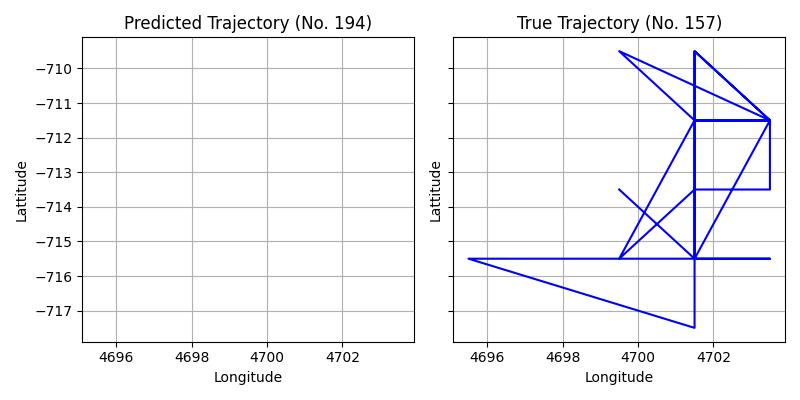 Predicted Trajectory (No. 194)
True Trajectory (No. 157)
−710
−711
−712
−713
−714
−715
−716
−717
Lattitude
Lattitude
4696 4698 4700 4702
4696 4698 4700 4702
Longitude
Longitude